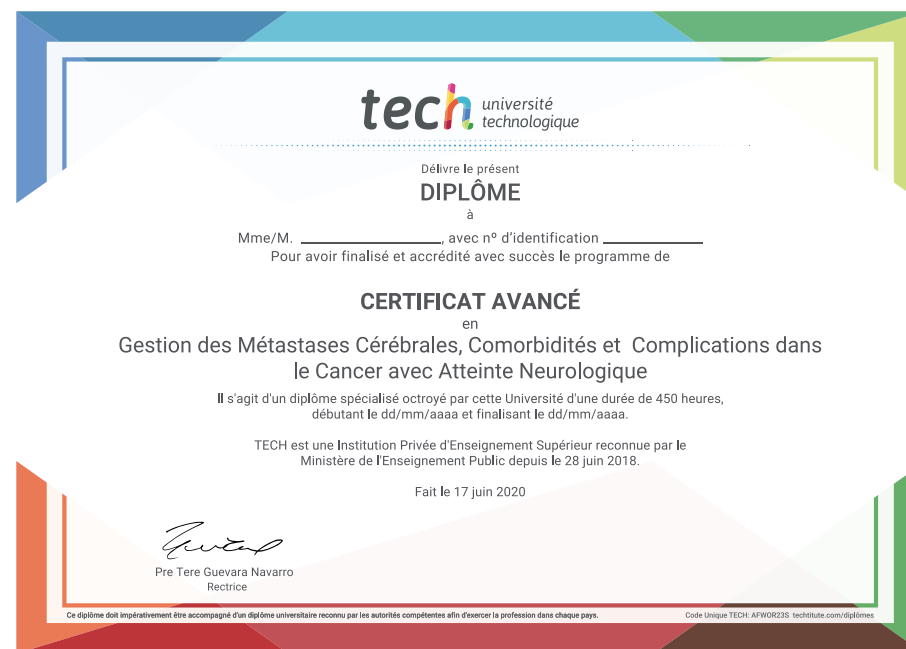 tech université
technologique
Délivre le présent
DIPLÔME
à
Mme/M. ____________________, avec nº d'identification ______________
Pour avoir finalisé et accrédité avec succès le programme de
CERTIFICAT AVANCÉ
en
Gestion des Métastases Cérébrales, Comorbidités et Complications dans
le Cancer avec Atteinte Neurologique
Il s'agit d'un diplôme spécialisé octroyé par cette Université d'une durée de 450 heures,
débutant le dd/mm/aaaa et finalisant le dd/mm/aaaa.
TECH est une Institution Privée d'Enseignement Supérieur reconnue par le
Ministère de l'Enseignement Public depuis le 28 juin 2018.
Fait le 17 juin 2020
Pre Tere Guevara Navarro
Rectrice
Ce diplôme doit impérativement être accompagné d'un diplôme universitaire reconnu par les autorités compétentes afin d'exercer la profession dans chaque pays.
Code Unique TECH: AFWOR23S techtitute.com/diplômes